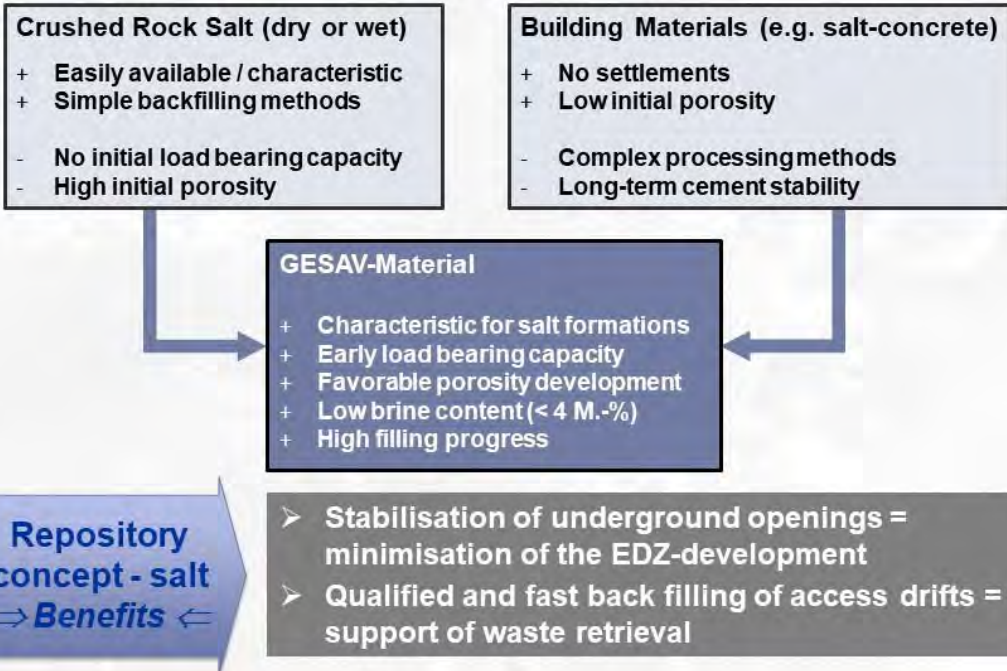 Crushed Rock Salt (dry or wet)
+ Easily available / characteristic
+ Simple backfilling methods
- No initial load bearing capacity
- High initial porosity
Building Materials (e.g. salt-concrete)
+ No settlements
+ Low initial porosity
- Complex processing methods
- Long-term cement stability
GESAV-Material
+ Characteristic for salt formations
+ Early load bearing capacity
+ Favorable porosity development
+ Low brine content (< 4 M.-%)
+ High filling progress
Repository
concept - salt
⇒ Benefits ⇐
➢ Stabilisation of underground openings =
minimisation of the EDZ-development
➢ Qualified and fast back filling of access drifts =
support of waste retrieval